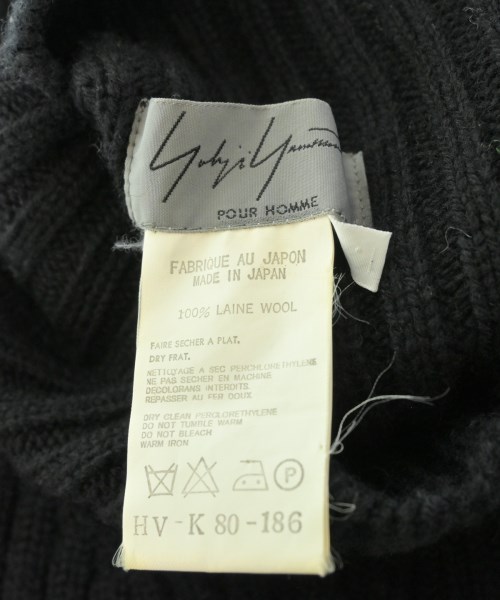 Yohji Yamamoto
POUR HOMME
FABRIQUE AU JAPON
MADE IN JAPAN
100% LAINE WOOL
FAIRE SECHER A FLAT.
DRY FRAT.
NETTOYAGE A SEC PERCHLORETHYLENE
NE PAS SECHER EN MACHINE
DECOLORANS INTERDITS
REPASSER AU FER DOUX
DRY CLEAN PEROLORETHYLENE
DO NOT TUMBLE WARM
DO NOT BLEACH
WARM IRON
P
HV-K80-186